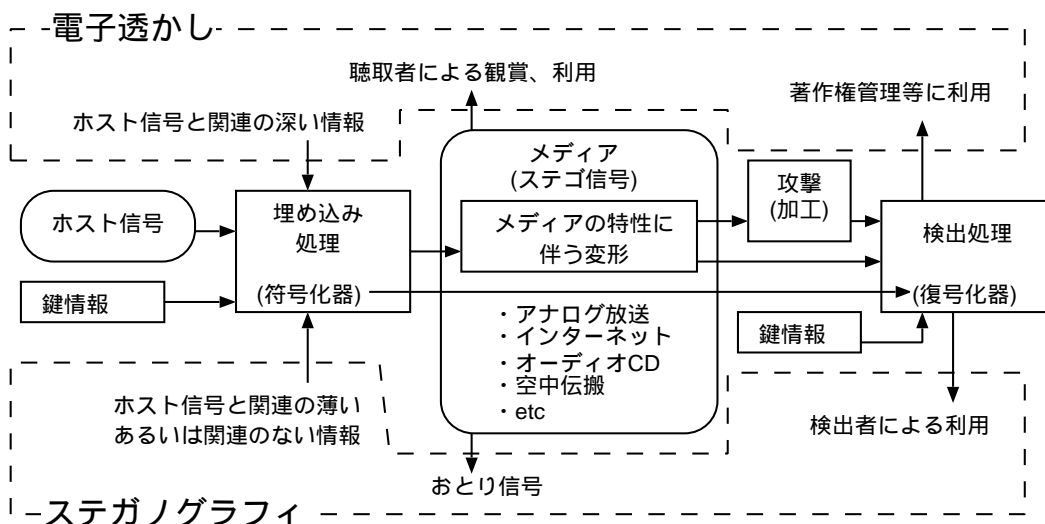 電子透かし
聴取者による観賞、利用
著作権管理等に利用
ホスト信号と関連の深い情報
メディア
(ステゴ信号)
攻撃
(加工)
ホスト信号
埋め込み
処理
メディアの特性に
伴う変形
検出処理
鍵情報
(符号化器)
(復号化器)
・アナログ放送
・インターネット
・オーディオCD
・空中伝搬
・etc
鍵情報
ホスト信号と関連の薄い
あるいは関連のない情報
検出者による利用
おとり信号
ステガノグラフィ